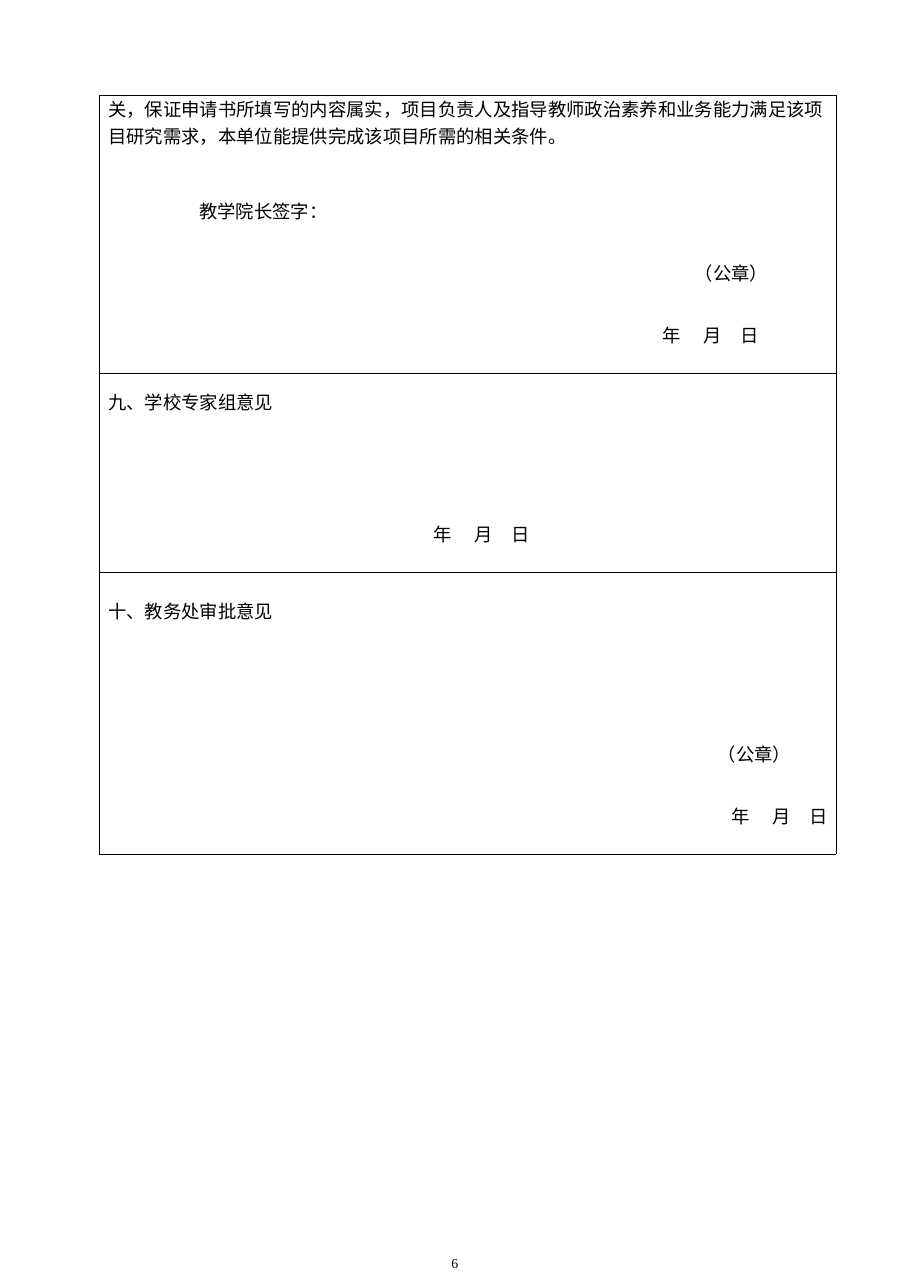 关，保证申请书所填写的内容属实，项目负责人及指导教师政治素养和业务能力满足该项
目研究需求，本单位能提供完成该项目所需的相关条件。
教学院长签字：
（公章）
年 月 日
九、学校专家组意见
年 月 日
十、教务处审批意见
（公章）
年 月 日
6